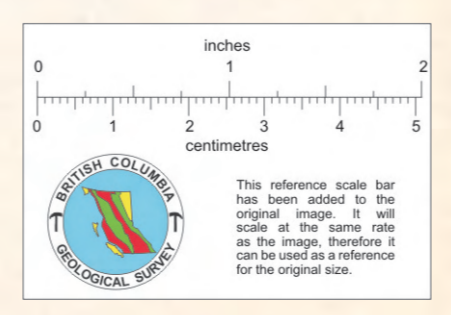 inches
0 1 2
0 1 2 3 4 5
centimetres
BRITISH COLUMBIA
GEOLOGICAL SURVEY
This reference scale bar
has been added to the
original image. It will
scale at the same rate
as the image, therefore it
can be used as a reference
for the original size.